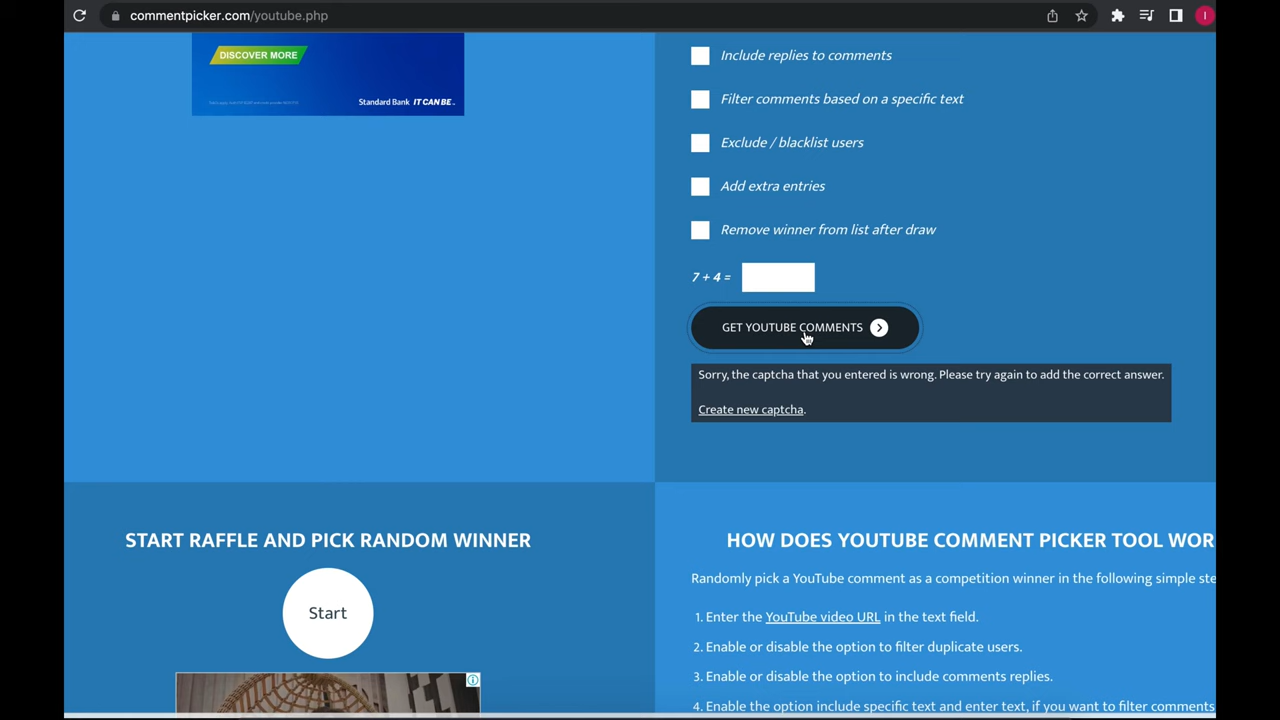 commentpicker.com/youtube.php
I
DISCOVER MORE
Standard Bank IT CAN BE.
Include replies to comments
Filter comments based on a specific text
Exclude / blacklist users
Add extra entries
Remove winner from list after draw
7 + 4 =
GET YOUTUBE COMMENTS
Sorry, the captcha that you entered is wrong. Please try again to add the correct answer.
Create new captcha.
START RAFFLE AND PICK RANDOM WINNER
Start
HOW DOES YOUTUBE COMMENT PICKER TOOL WOR
Randomly pick a YouTube comment as a competition winner in the following simple ste
1. Enter the YouTube video URL in the text field.
2. Enable or disable the option to filter duplicate users.
3. Enable or disable the option to include comments replies.
4. Enable the option include specific text and enter text, if you want to filter comments